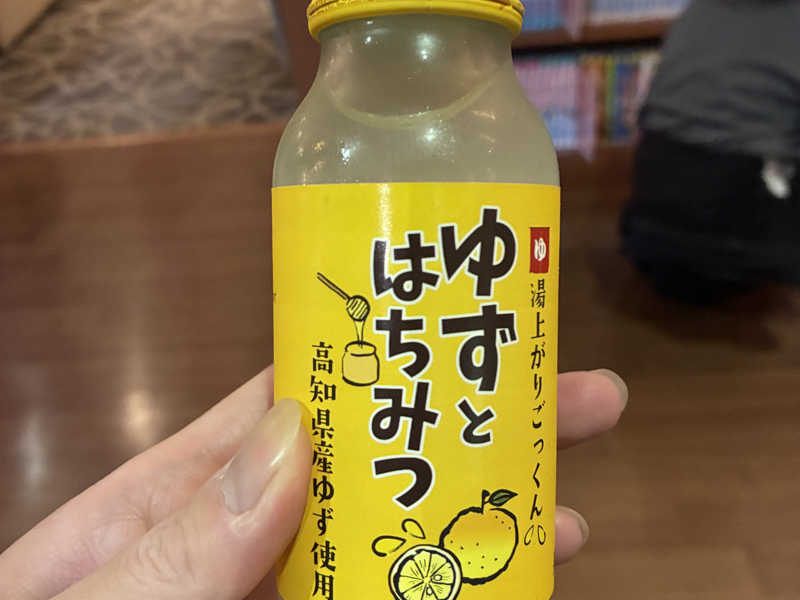 ゆ
湯上がりごっくん
ゆずと
はちみつ
高知県産ゆず使用